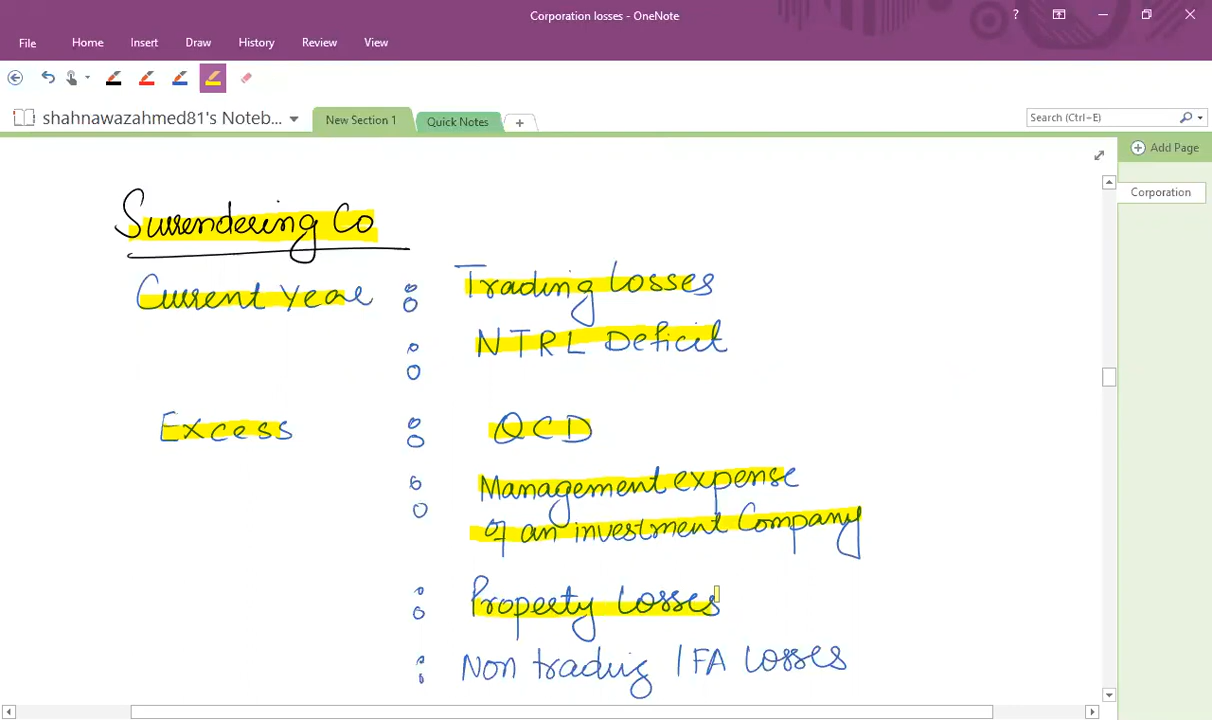 Corporation losses - OneNote
?
File Home Insert Draw History Review View
shahnawazahmed81's Noteb...
New Section 1
Quick Notes
+
Search (Ctrl+E)
Add Page
Corporation
Surrendering Co
Current Year : Trading Losses
: NTRL Deficit
Excess : QCD
: Management expense
of an investment Company
: Property Losses
: Non trading IFA Losses